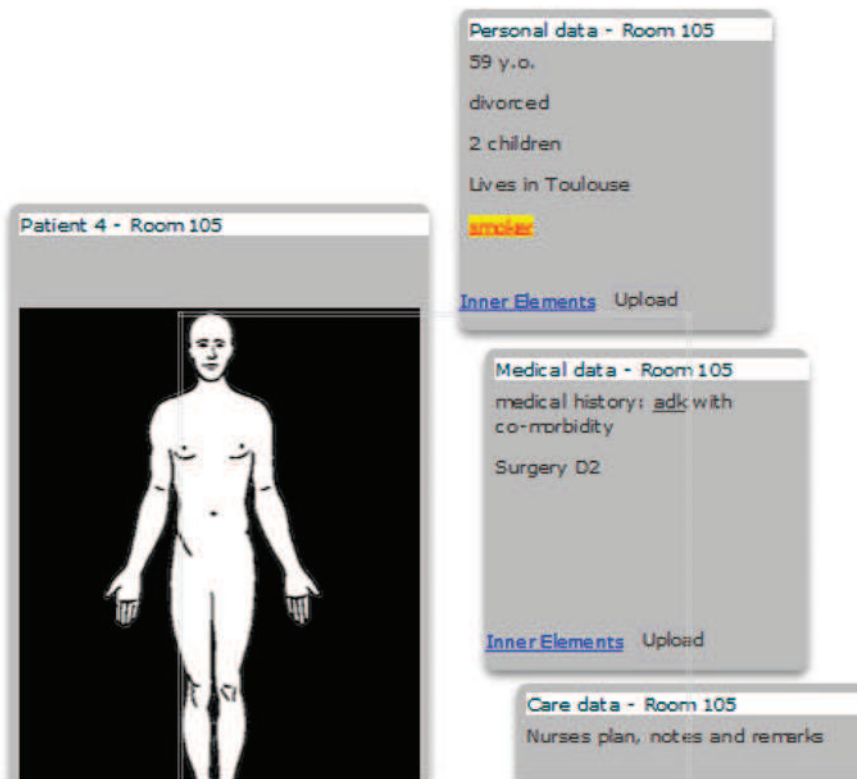 Personal data - Room 105
59 y.o.
divorced
2 children
Lives in Toulouse
smoker
Inner Elements Upload
Patient 4 - Room 105
Medical data - Room 105
medical history: adk with
co-morbidity
Surgery D2
Inner Elements Upload
Care data - Room 105
Nurses plan, notes and remarks